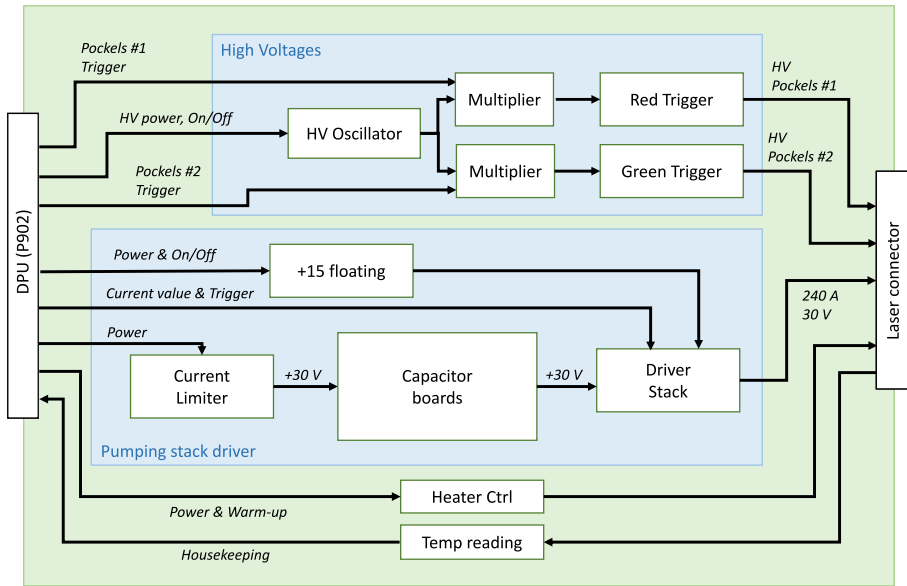 Pockels #1
Trigger
High Voltages
HV
Pockels #1
Multiplier
Red Trigger
HV power, On/Off
HV Oscillator
HV
Pockels #2
Pockels #2
Trigger
Multiplier
Green Trigger
DPU (P902)
Laser connector
Power & On/Off
+15 floating
Current value & Trigger
240 A
30 V
Power
Current
Limiter
+30 V
Capacitor
boards
+30 V
Driver
Stack
Pumping stack driver
Heater Ctrl
Power & Warm-up
Temp reading
Housekeeping